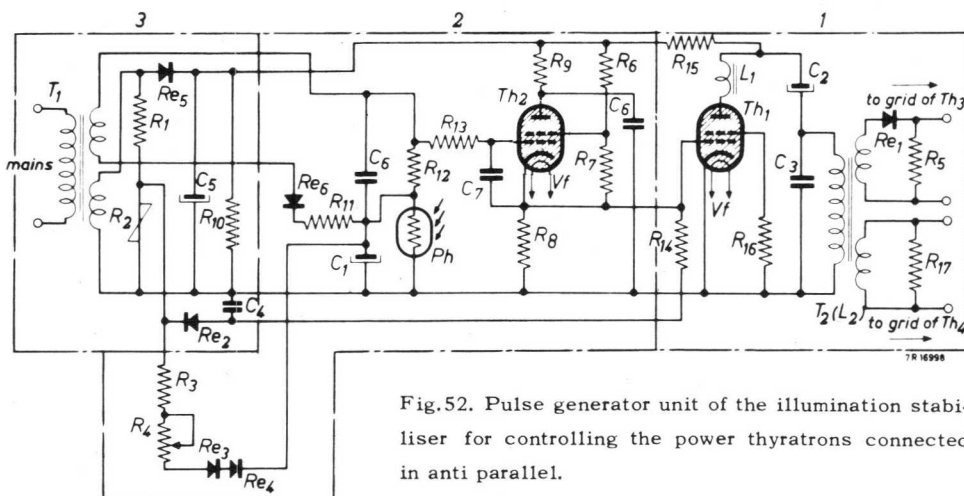 3 2 1
T1
mains
R1
Re5
R2
C5
R10
C4
Re2
Re6
R11
C6
C1
R12
Ph
R13
C7
Th2
R9
R6
C6
R7
Vf
R8
R14
R15
L1
Th1
Vf
R16
C2
C3
T2(L2)
to grid of Th3
Re1
R5
R17
to grid of Th4
7R16998
R3
R4
Re3
Re4
Fig.52. Pulse generator unit of the illumination stabi-
liser for controlling the power thyratrons connected
in anti parallel.